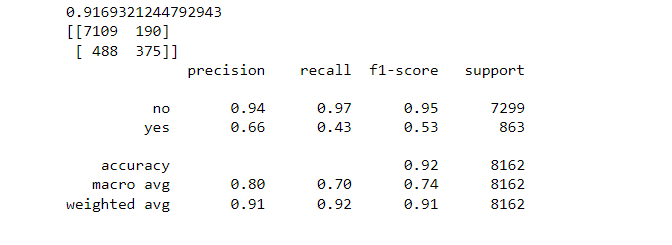 0.9169321244792943
[[7109  190]
 [ 488  375]]
              precision    recall  f1-score   support

          no       0.94      0.97      0.95      7299
         yes       0.66      0.43      0.53       863

    accuracy                           0.92      8162
   macro avg       0.80      0.70      0.74      8162
weighted avg       0.91      0.92      0.91      8162